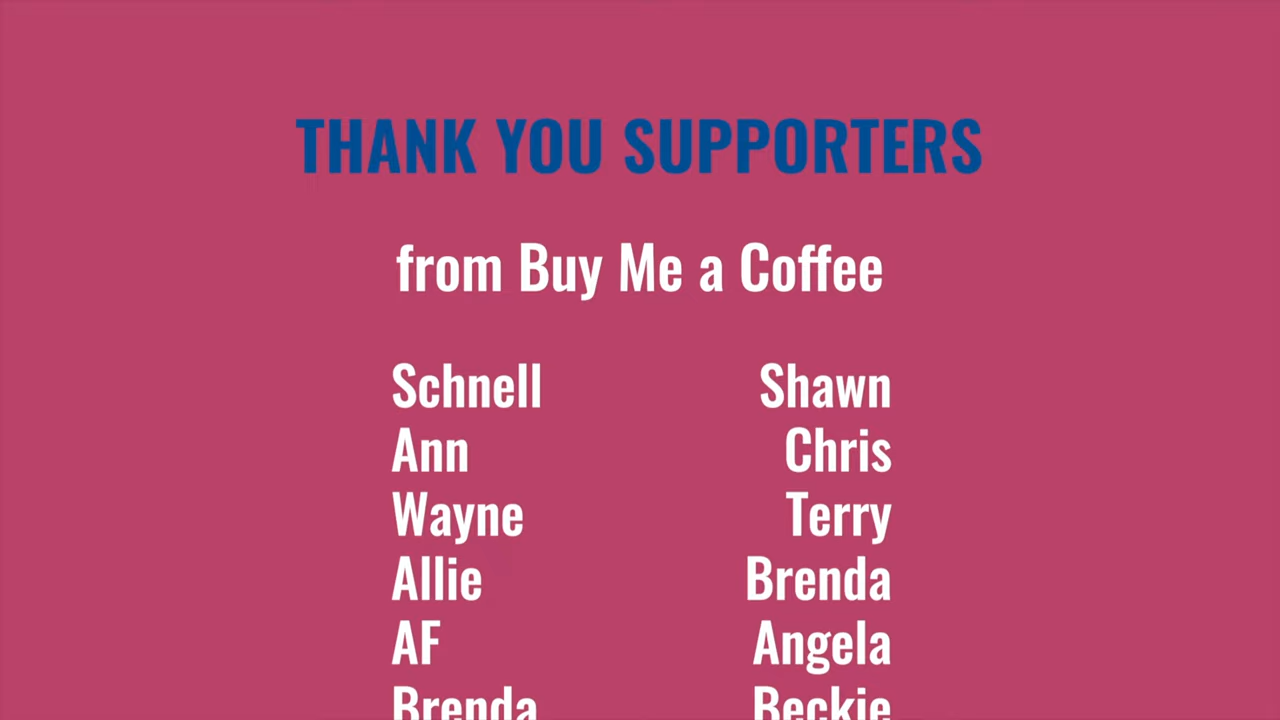 THANK YOU SUPPORTERS
from Buy Me a Coffee
Schnell Shawn
Ann Chris
Wayne Terry
Allie Brenda
AF Angela
Brenda Beckie